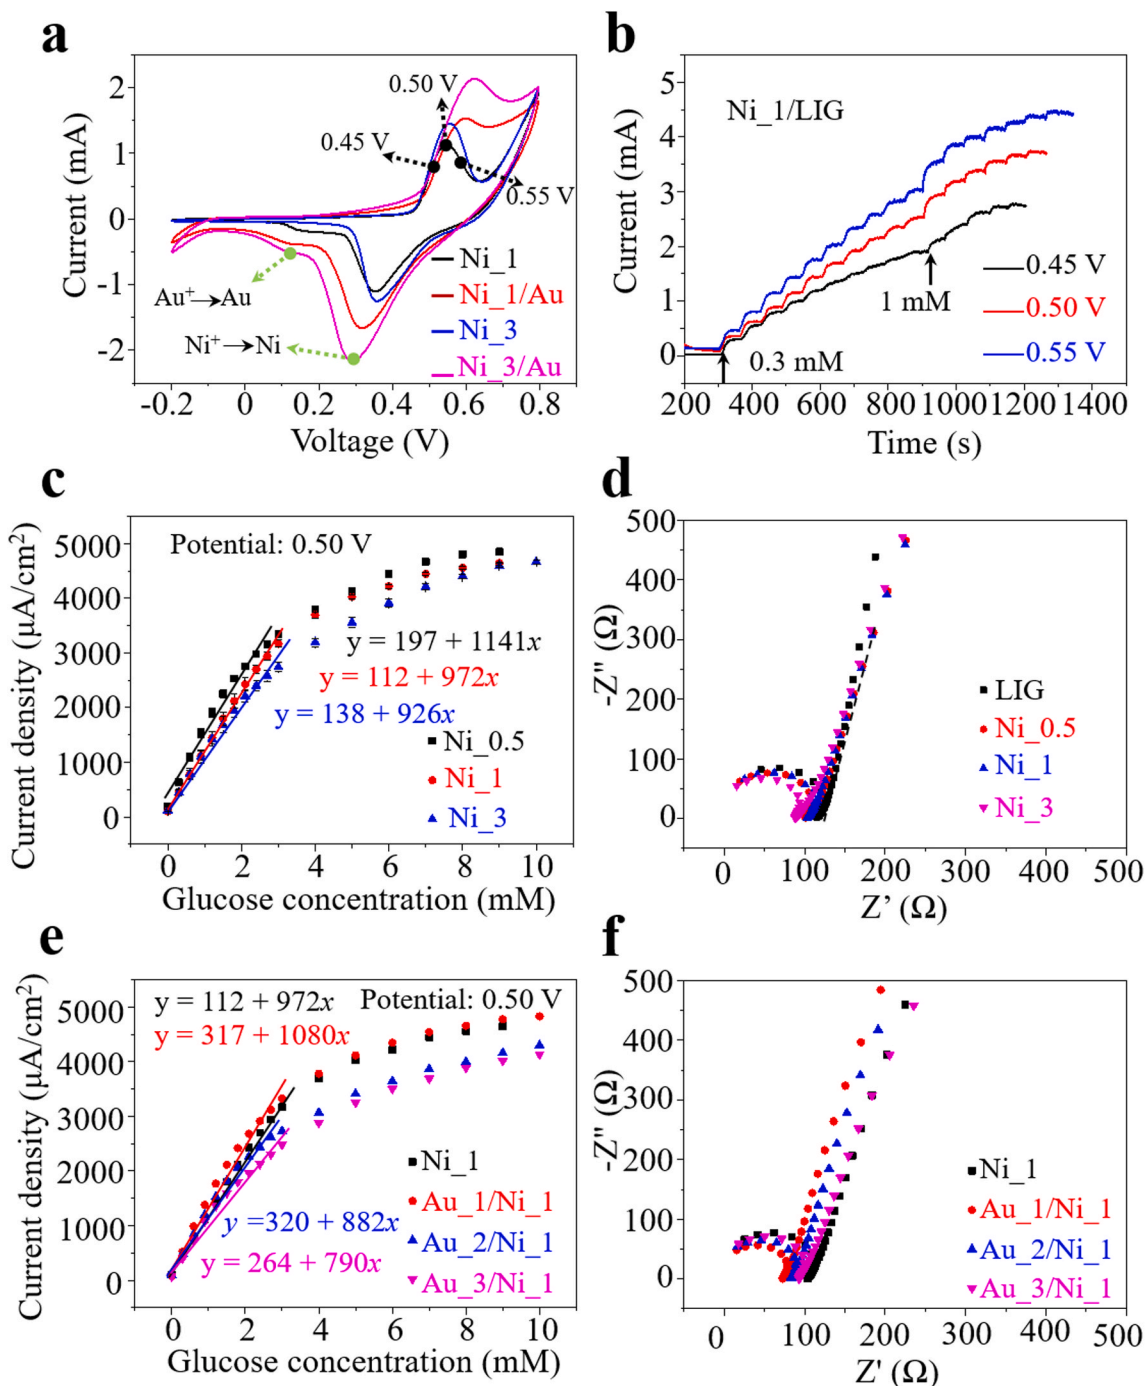 a
Current (mA)
2
1
0
-1
-2
-0.2
0
0.2
0.4
0.6
0.8
Voltage (V)
0.50 V
0.45 V
0.55 V
Au⁺→Au
Ni⁺→Ni
Ni_1
Ni_1/Au
Ni_3
Ni_3/Au
b
Current (mA)
5
4
3
2
1
0
200
400
600
800
1000
1200
1400
Time (s)
Ni_1/LIG
1 mM
0.3 mM
0.45 V
0.50 V
0.55 V
c
Current density (μA/cm²)
5000
4000
3000
2000
1000
0
0
2
4
6
8
10
Glucose concentration (mM)
Potential: 0.50 V
y = 197 + 1141x
y = 112 + 972x
y = 138 + 926x
Ni_0.5
Ni_1
Ni_3
d
-Z" (Ω)
500
400
300
200
100
0
0
100
200
300
400
500
Z’ (Ω)
LIG
Ni_0.5
Ni_1
Ni_3
e
Current density (μA/cm²)
5000
4000
3000
2000
1000
0
0
2
4
6
8
10
Glucose concentration (mM)
y = 112 + 972x
Potential: 0.50 V
y = 317 + 1080x
y =320 + 882x
y = 264 + 790x
Ni_1
Au_1/Ni_1
Au_2/Ni_1
Au_3/Ni_1
f
-Z" (Ω)
500
400
300
200
100
0
0
100
200
300
400
500
Z' (Ω)
Ni_1
Au_1/Ni_1
Au_2/Ni_1
Au_3/Ni_1